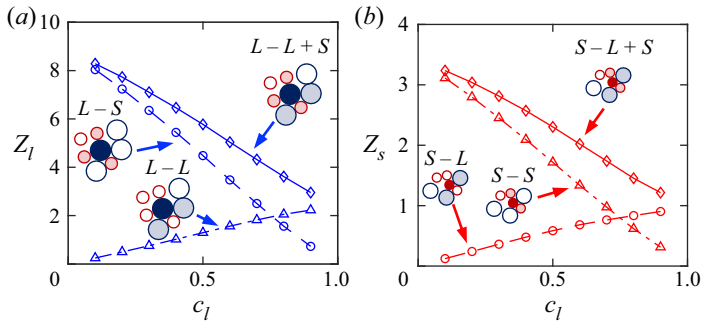 (a)
10
8
6
4
2
0
Z_l
L – L + S
L – S
L – L
0.5
1.0
c_l
(b)
4
3
2
1
0
Z_s
S – L + S
S – L
S – S
0.5
1.0
c_l